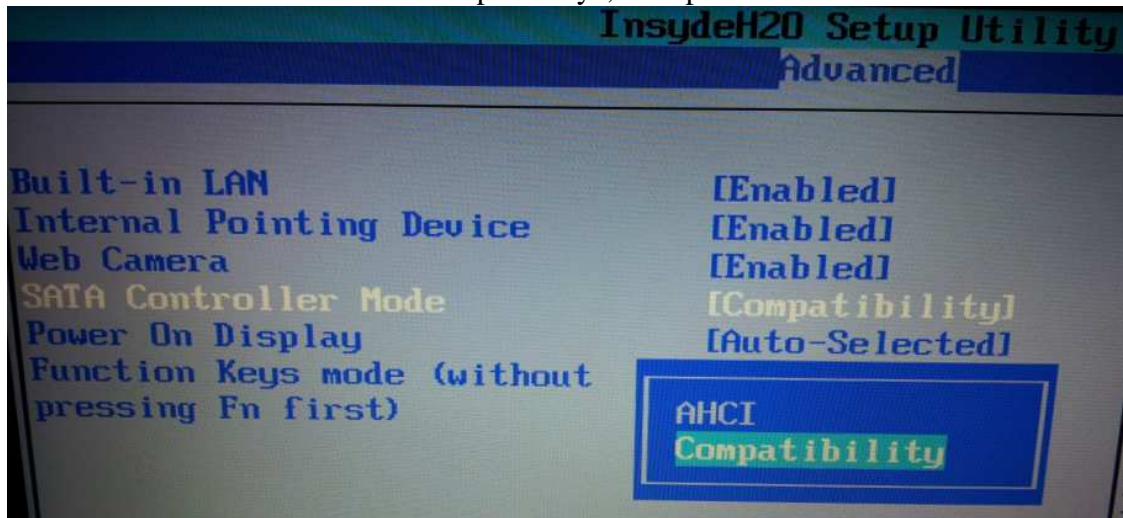 InsydeH20 Setup Utility
Advanced
Built-in LAN [Enabled]
Internal Pointing Device [Enabled]
Web Camera [Enabled]
SATA Controller Mode [Compatibility]
Power On Display [Auto-Selected]
Function Keys mode (without
pressing Fn first)
AHCI
Compatibility